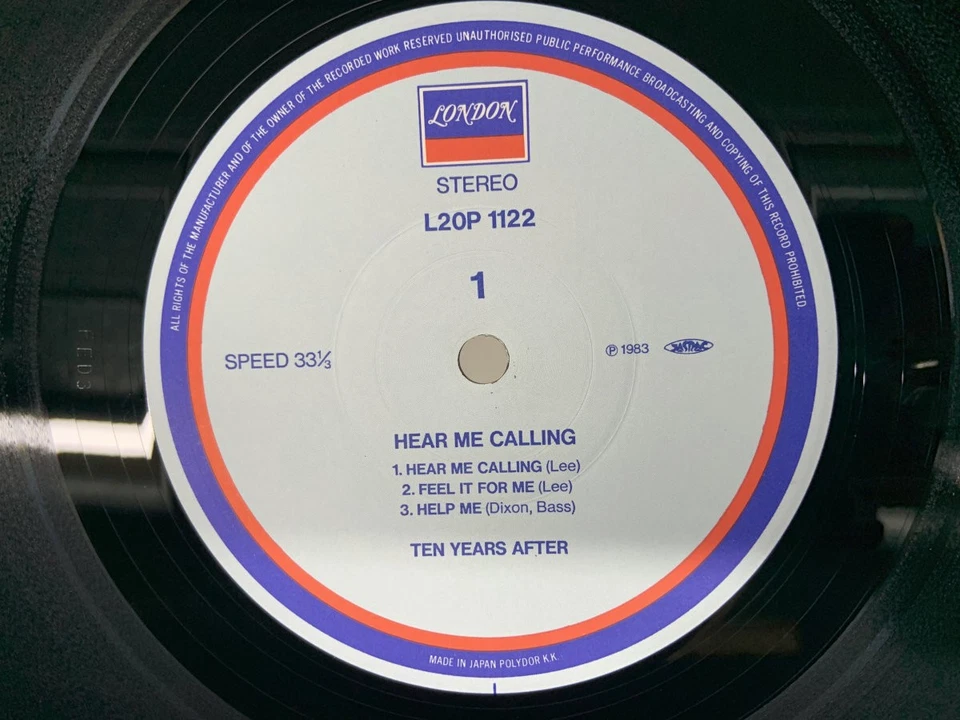 ALL RIGHTS OF THE MANUFACTURER AND OF THE OWNER OF THE RECORDED WORK RESERVED UNAUTHORISED PUBLIC PERFORMANCE BROADCASTING AND COPYING OF THIS RECORD PROHIBITED.
LONDON
STEREO
L20P 1122
1
SPEED 33⅓
℗ 1983
HEAR ME CALLING
1. HEAR ME CALLING (Lee)
2. FEEL IT FOR ME (Lee)
3. HELP ME (Dixon, Bass)
TEN YEARS AFTER
MADE IN JAPAN POLYDOR K.K.